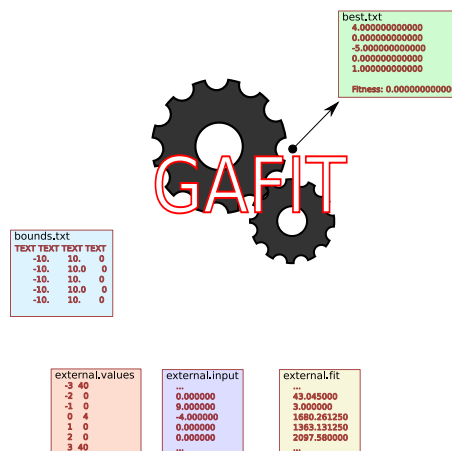 best.txt
4.000000000000
0.000000000000
-5.000000000000
0.000000000000
1.000000000000
Fitness: 0.000000000000
GAFIT
bounds.txt
TEXT TEXT TEXT TEXT
-10. 10. 0
-10. 10.0 0
-10. 10. 0
-10. 10.0 0
-10. 10. 0
external.values
-3 40
-2 0
-1 0
0 4
1 0
2 0
3 40
external.input
...
0.000000
9.000000
-4.000000
0.000000
0.000000
...
external.fit
...
43.045000
3.000000
1680.261250
1363.131250
2097.580000
...